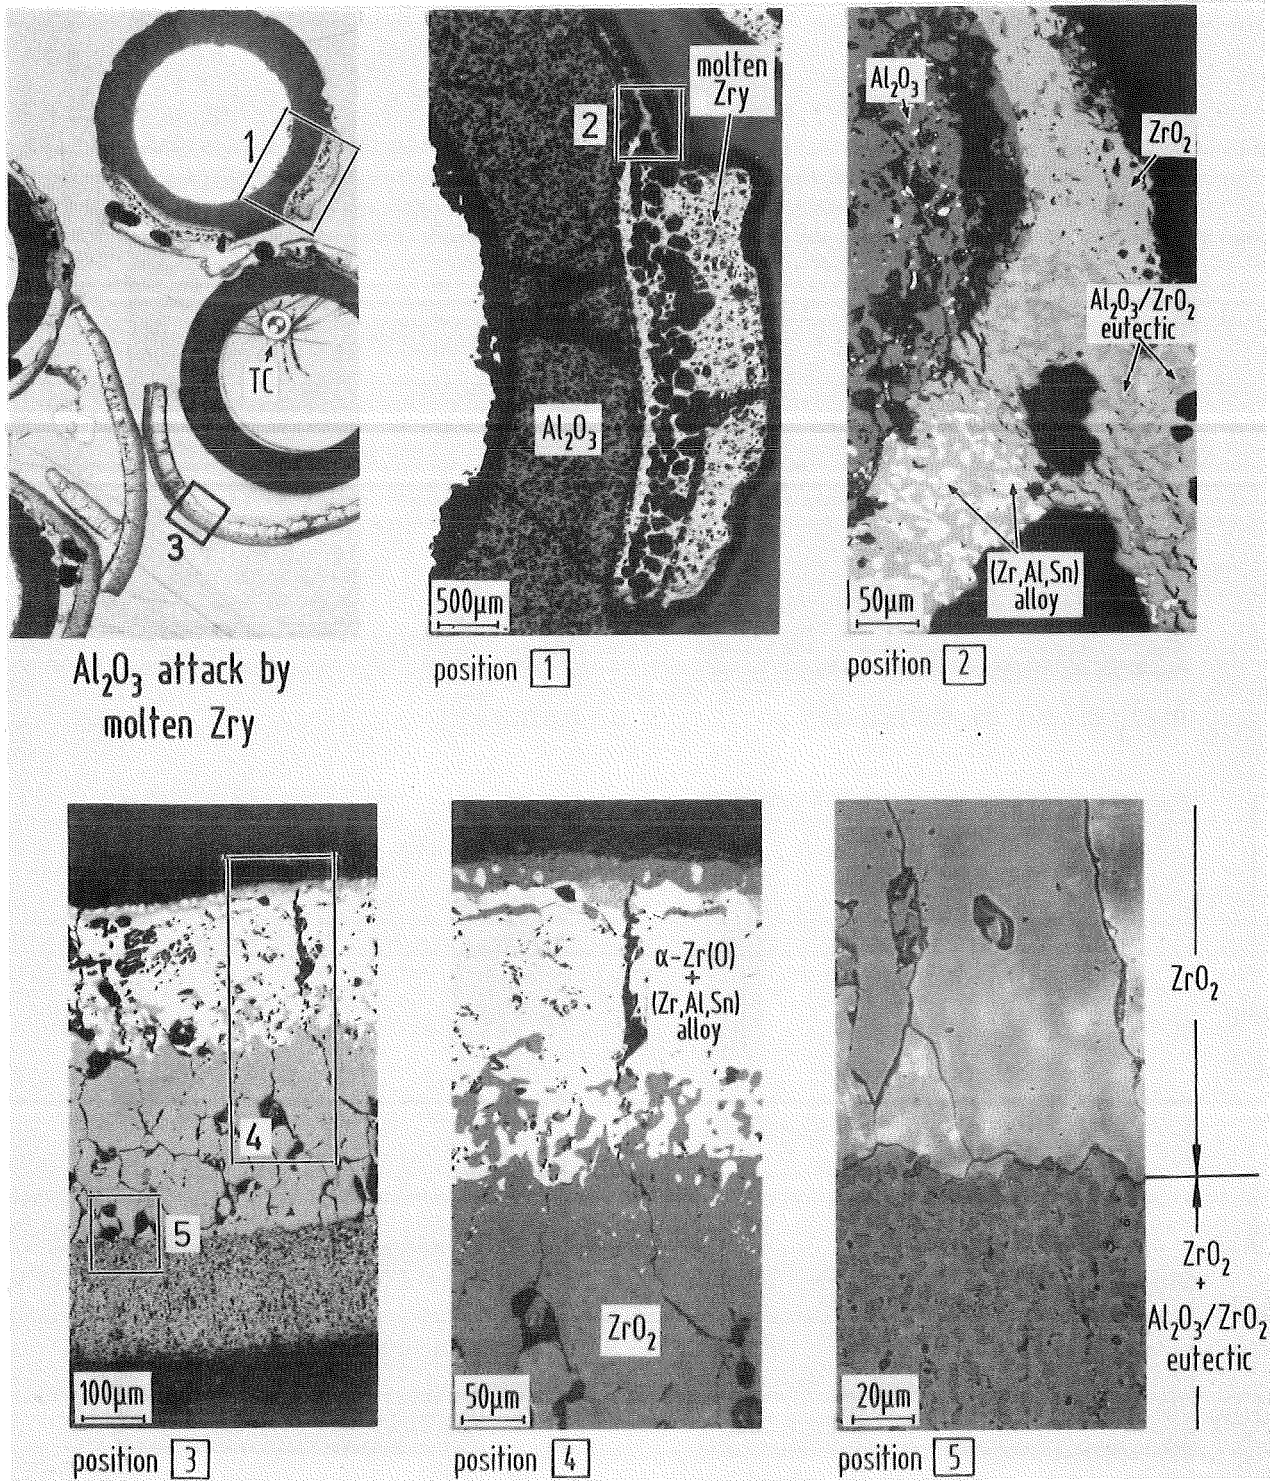 1
TC
3
Al₂O₃ attack by
molten Zry
molten
Zry
2
Al₂O₃
500µm
position 1
Al₂O₃
ZrO₂
Al₂O₃/ZrO₂
eutectic
(Zr,Al,Sn)
alloy
50µm
position 2
4
5
100µm
position 3
α-Zr(O)
+
(Zr,Al,Sn)
alloy
ZrO₂
50µm
position 4
20µm
position 5
ZrO₂
ZrO₂
+
Al₂O₃/ZrO₂
eutectic